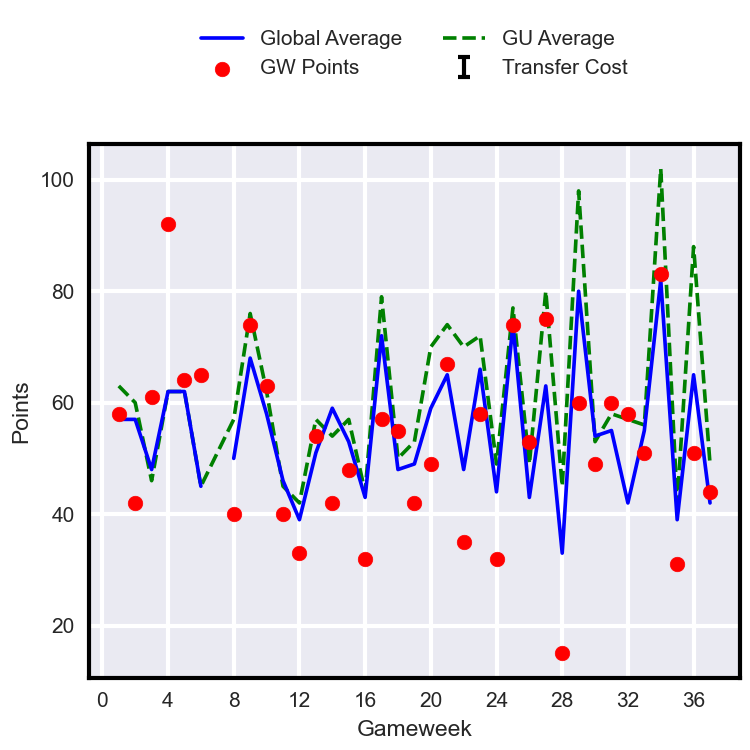 Global Average
GU Average
GW Points
Transfer Cost
100
80
60
40
20
Points
0 4 8 12 16 20 24 28 32 36
Gameweek